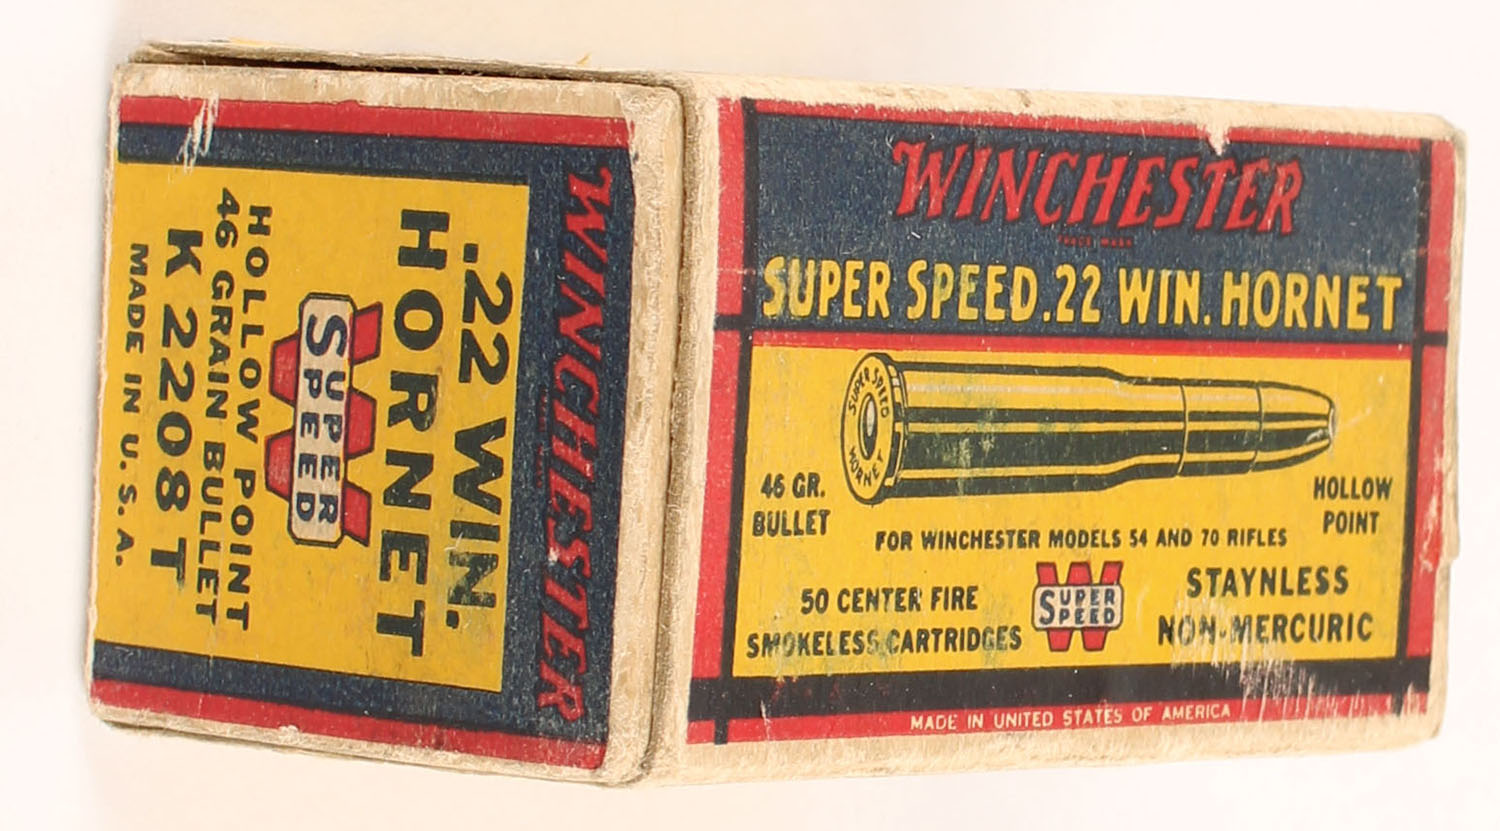 WINCHESTER
TRADE MARK
SUPER SPEED .22 WIN. HORNET
SUPER SPEED
HORNET
46 GR.
BULLET
HOLLOW
POINT
FOR WINCHESTER MODELS 54 AND 70 RIFLES
50 CENTER FIRE
SMOKELESS CARTRIDGES
W
SUPER
SPEED
STAYNLESS
NON-MERCURIC
MADE IN UNITED STATES OF AMERICA
WINCHESTER
.22 WIN.
HORNET
W
SUPER
SPEED
HOLLOW POINT
46 GRAIN BULLET
K 2208 T
MADE IN U.S.A.